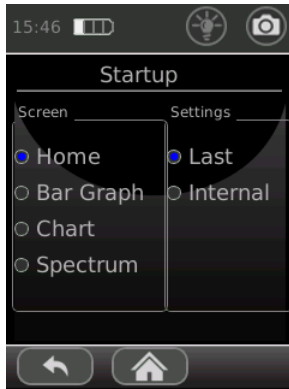 15:46
Startup
Screen
Settings
Home
Last
Bar Graph
Internal
Chart
Spectrum